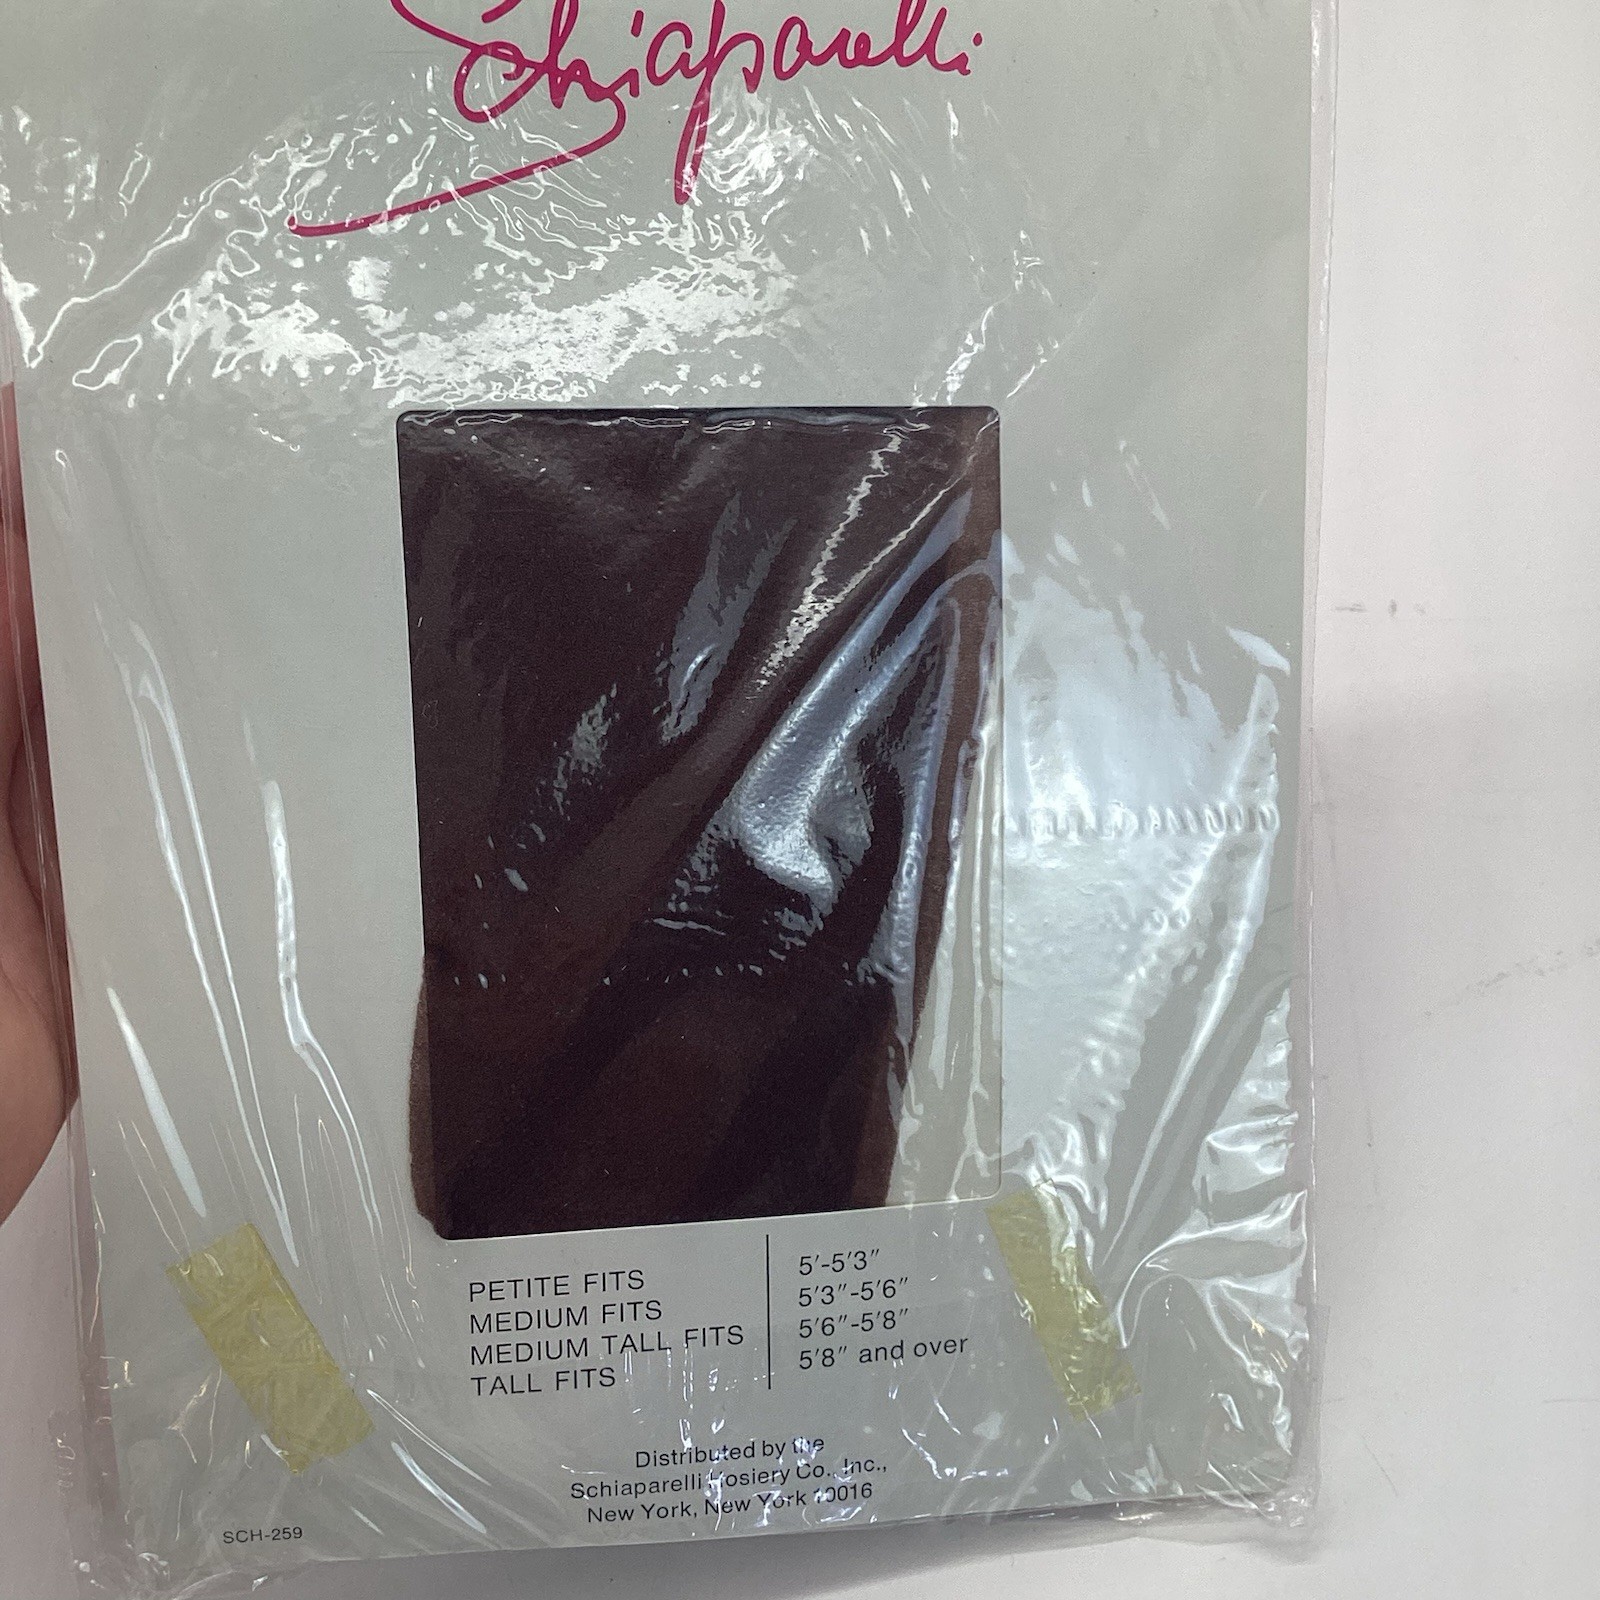 Schiaparelli
PETITE FITS 5'-5'3"
MEDIUM FITS 5'3"-5'6"
MEDIUM TALL FITS 5'6"-5'8"
TALL FITS 5'8" and over
Distributed by the
Schiaparelli Hosiery Co., Inc.,
New York, New York 10016
SCH-259